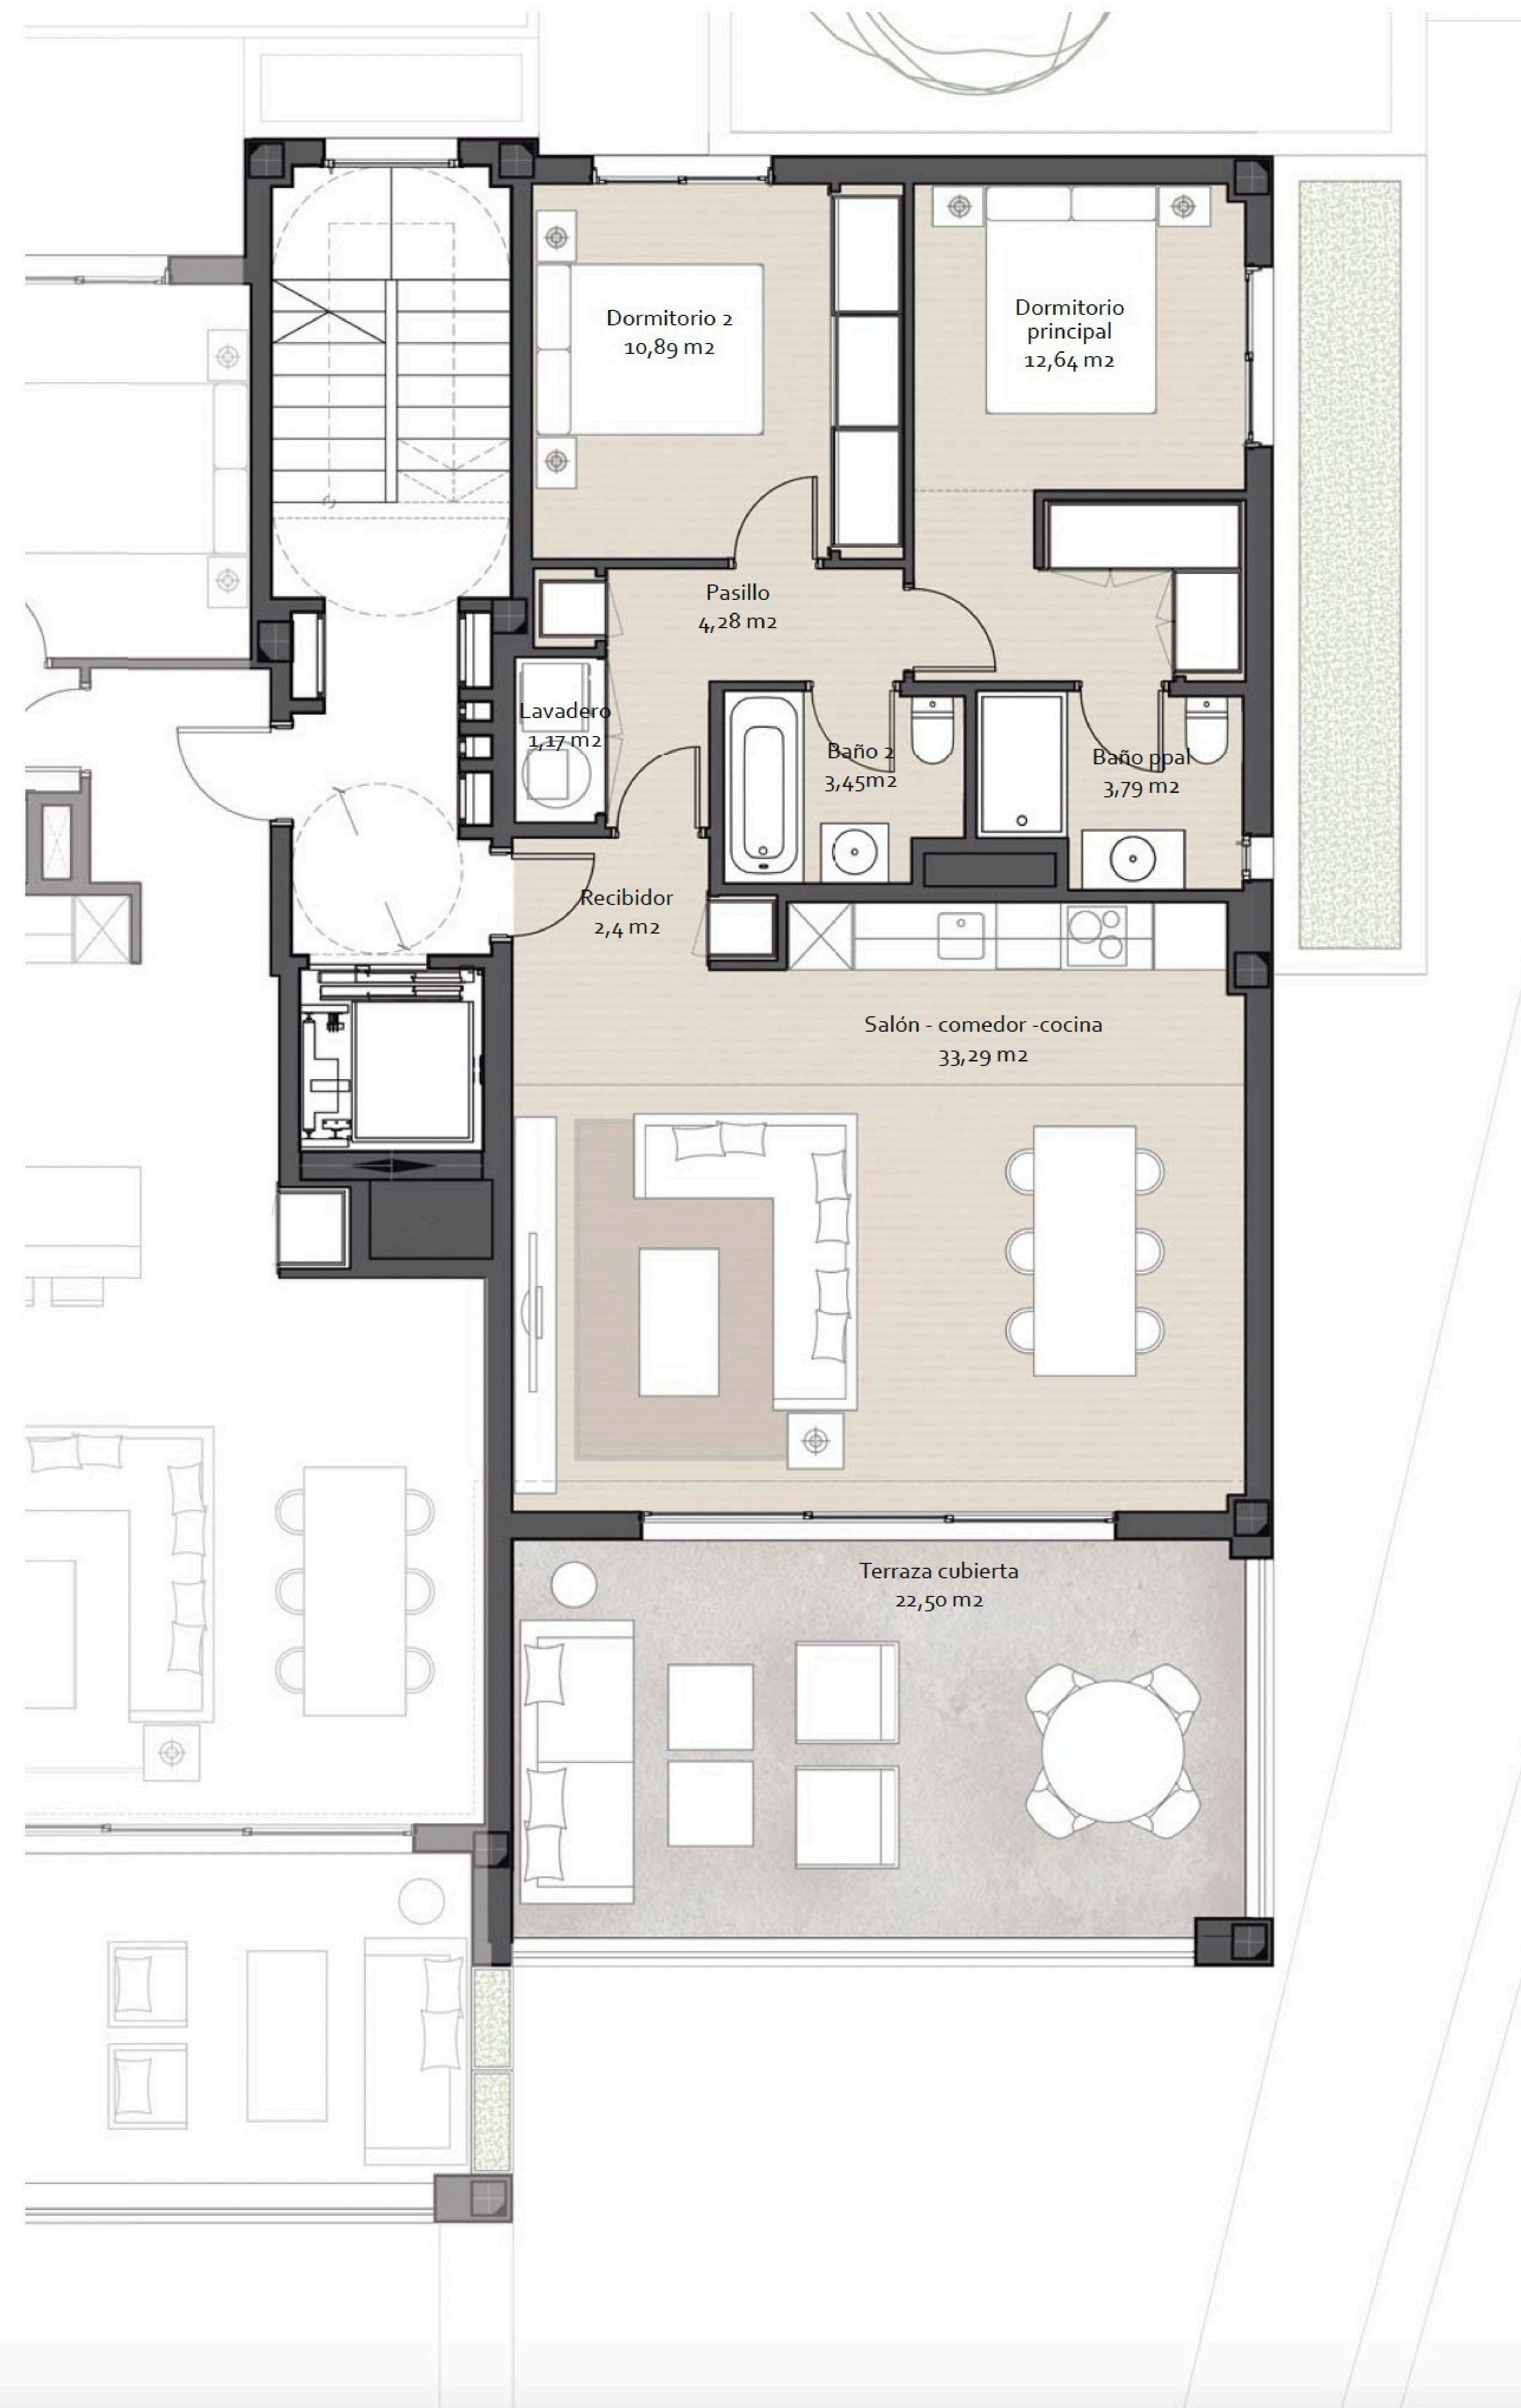 Dormitorio 2
10,89 m2
Dormitorio
principal
12,64 m2
Pasillo
4,28 m2
Lavadero
1,17 m2
Baño 2
3,45m2
Baño ppal
3,79 m2
Recibidor
2,4 m2
Salón - comedor -cocina
33,29 m2
Terraza cubierta
22,50 m2